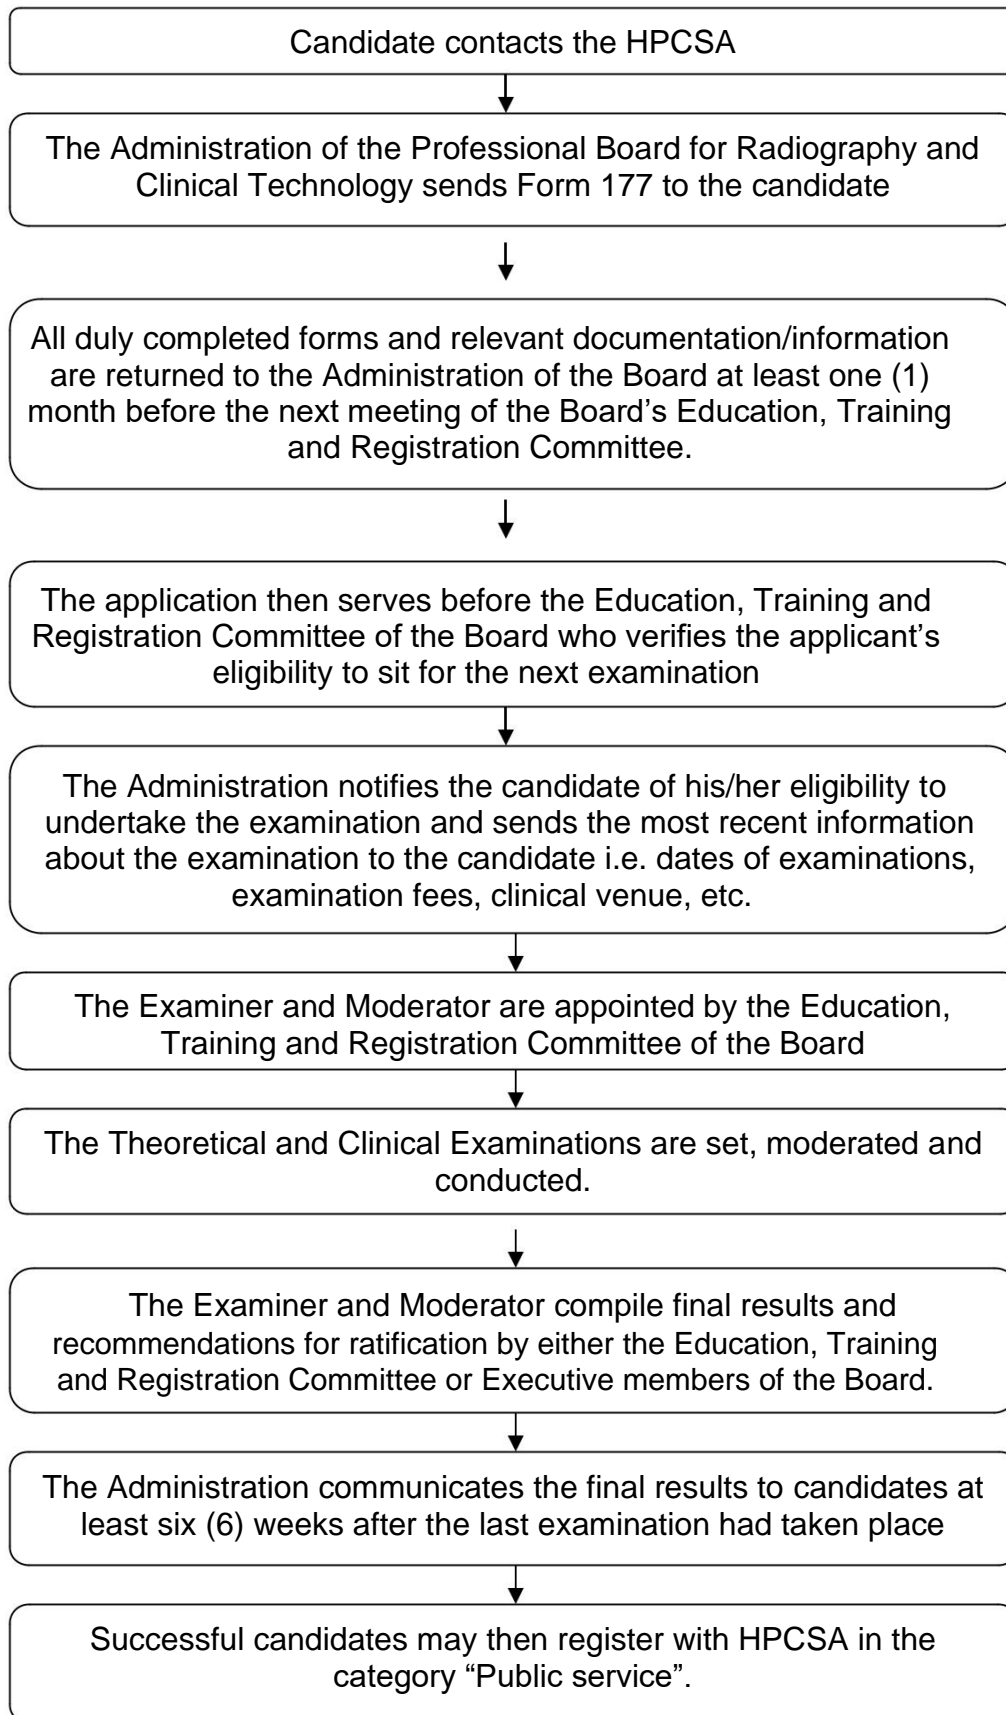 Candidate contacts the HPCSA
The Administration of the Professional Board for Radiography and
Clinical Technology sends Form 177 to the candidate
All duly completed forms and relevant documentation/information
are returned to the Administration of the Board at least one (1)
month before the next meeting of the Board’s Education, Training
and Registration Committee.
The application then serves before the Education, Training and
Registration Committee of the Board who verifies the applicant’s
eligibility to sit for the next examination
The Administration notifies the candidate of his/her eligibility to
undertake the examination and sends the most recent information
about the examination to the candidate i.e. dates of examinations,
examination fees, clinical venue, etc.
The Examiner and Moderator are appointed by the Education,
Training and Registration Committee of the Board
The Theoretical and Clinical Examinations are set, moderated and
conducted.
The Examiner and Moderator compile final results and
recommendations for ratification by either the Education, Training
and Registration Committee or Executive members of the Board.
The Administration communicates the final results to candidates at
least six (6) weeks after the last examination had taken place
Successful candidates may then register with HPCSA in the
category “Public service”.